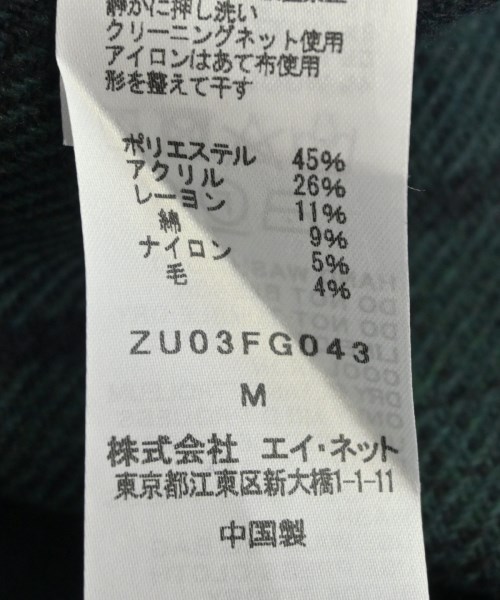 静かに押し洗い
クリーニングネット使用
アイロンはあて布使用
形を整えて干す
ポリエステル 45%
アクリル 26%
レーヨン 11%
綿 9%
ナイロン 5%
毛 4%
ZU03FG043
M
株式会社 エイ・ネット
東京都江東区新大橋1-1-11
中国製